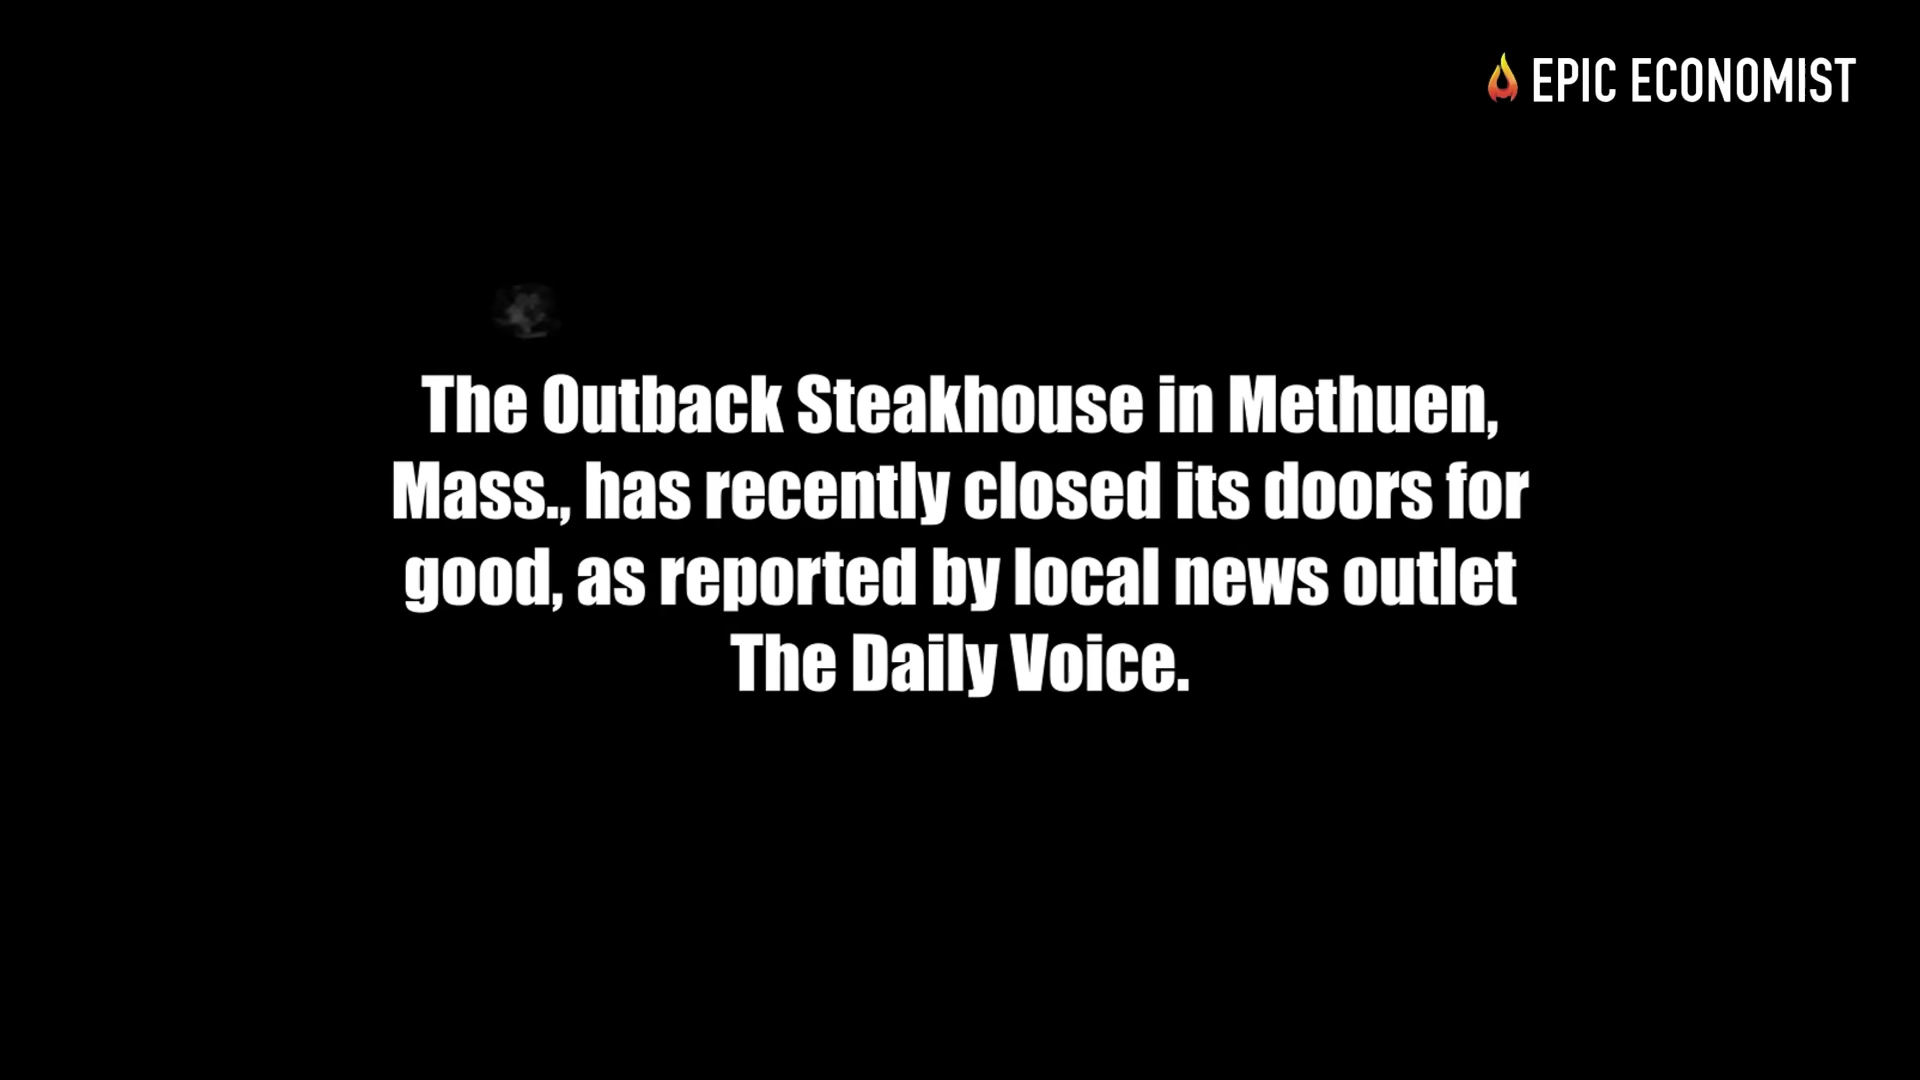 EPIC ECONOMIST
The Outback Steakhouse in Methuen,
Mass., has recently closed its doors for
good, as reported by local news outlet
The Daily Voice.